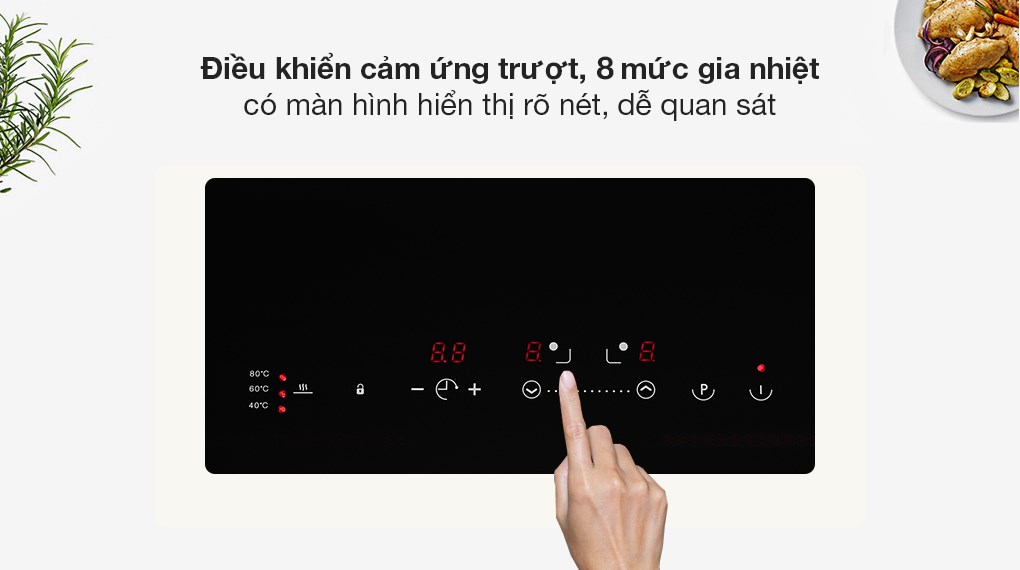 Điều khiển cảm ứng trượt, 8 mức gia nhiệt
có màn hình hiển thị rõ nét, dễ quan sát
8.8. 8. 8.
80°C
60°C
40°C
− + P